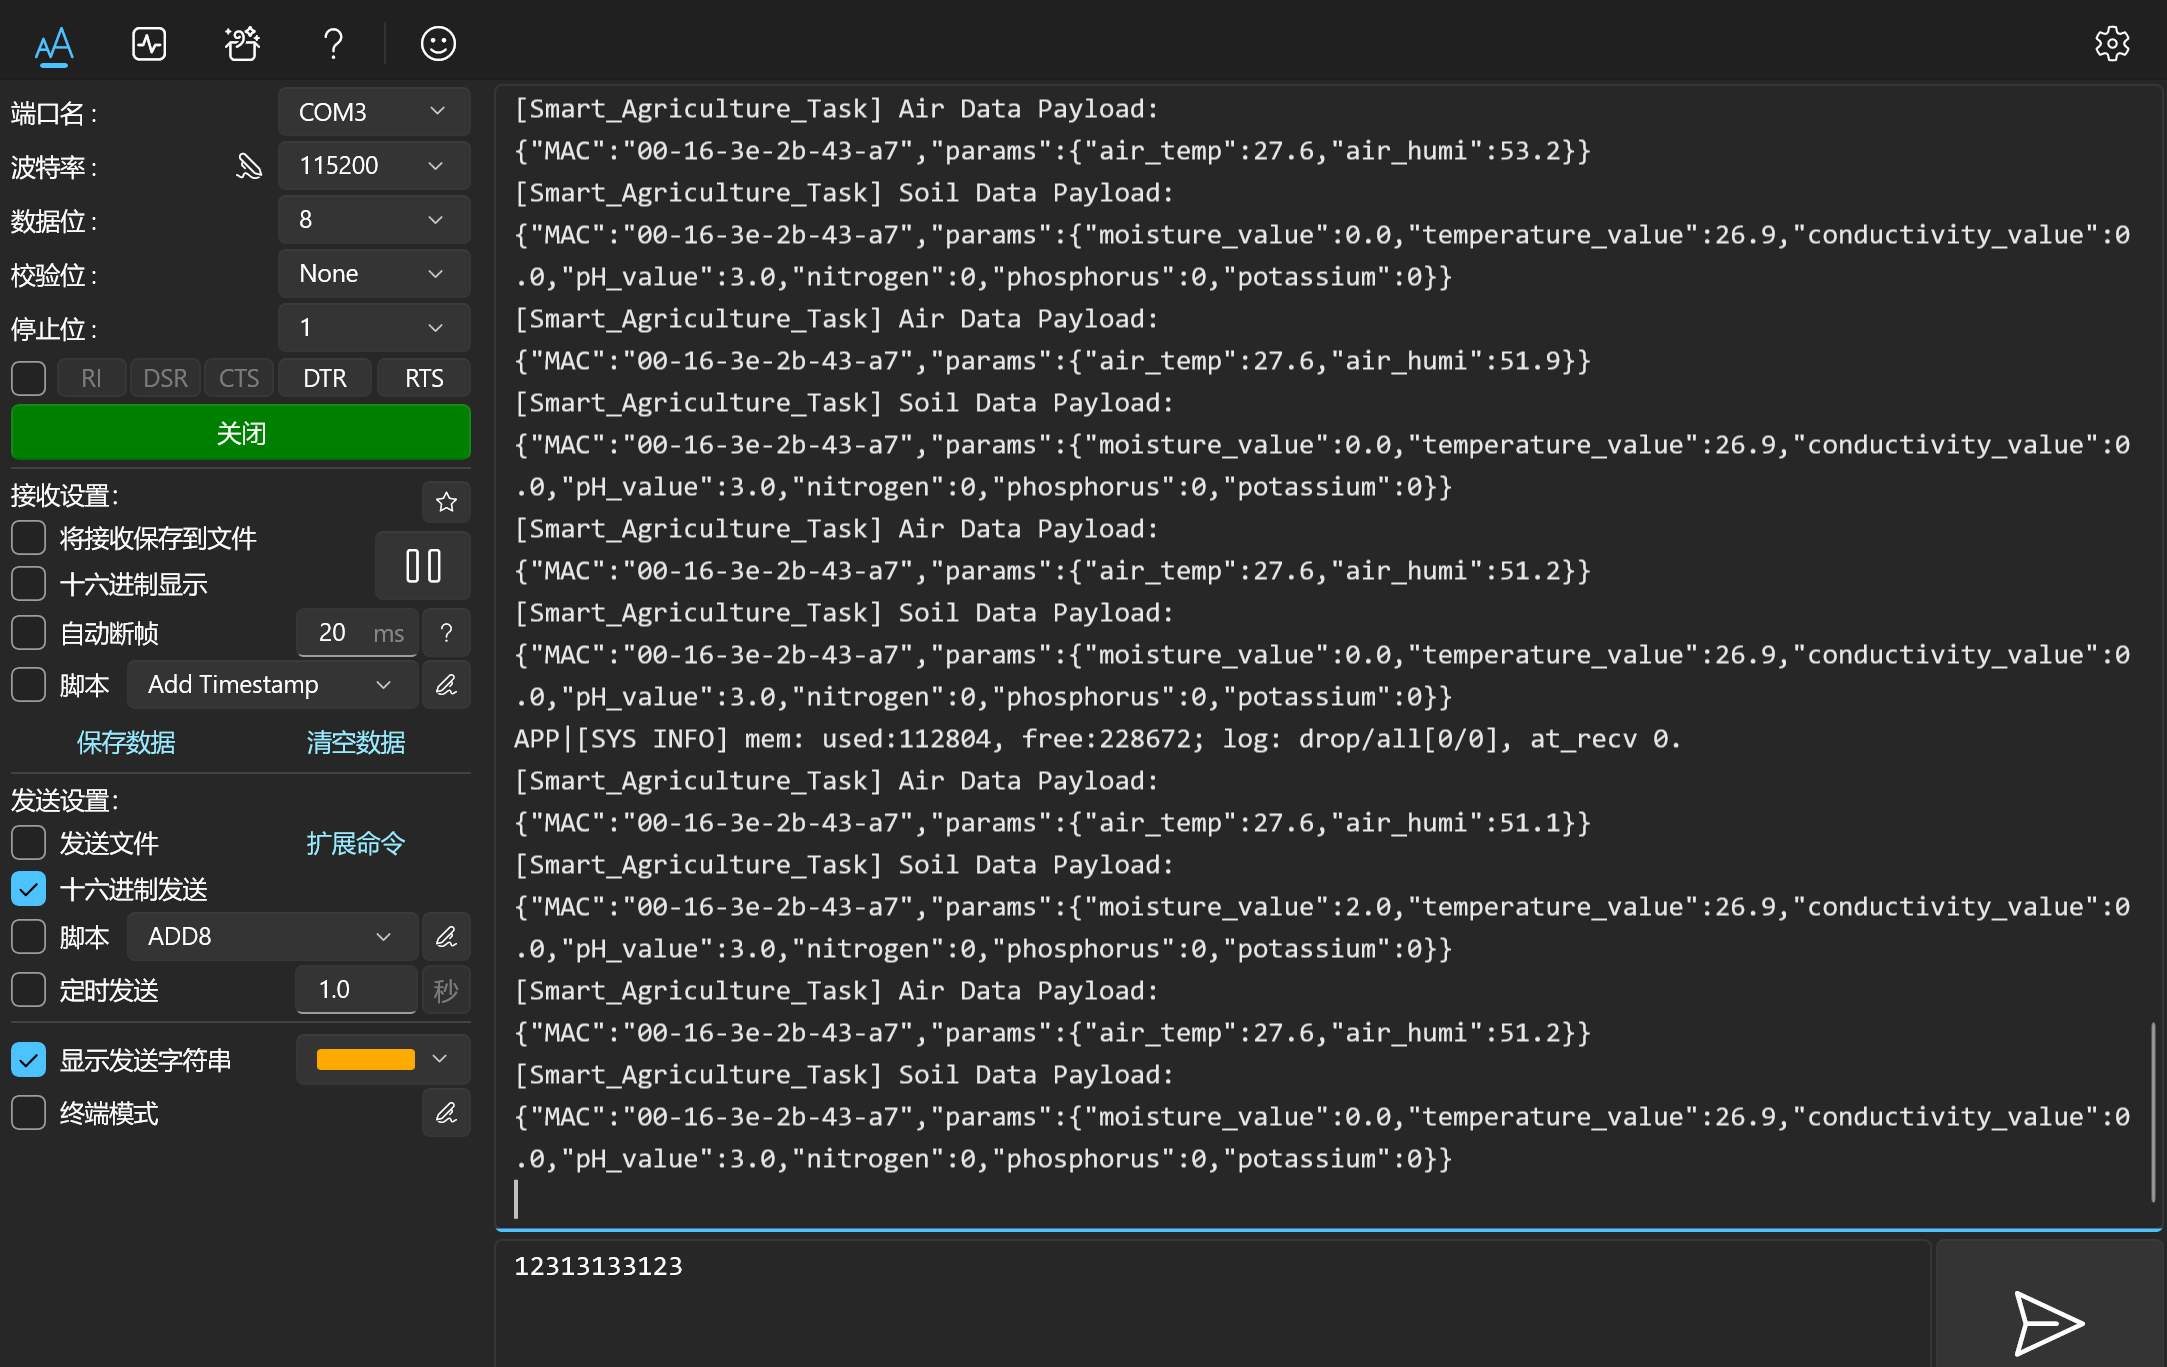 端口名 :
COM3
波特率 :
115200
数据位 :
8
校验位 :
None
停止位 :
1
RI
DSR
CTS
DTR
RTS
关闭
接收设置:
将接收保存到文件
十六进制显示
自动断帧
20
ms
?
脚本
Add Timestamp
保存数据
清空数据
发送设置:
发送文件
扩展命令
十六进制发送
脚本
ADD8
定时发送
1.0
秒
显示发送字符串
终端模式
[Smart_Agriculture_Task] Air Data Payload:
{"MAC":"00-16-3e-2b-43-a7","params":{"air_temp":27.6,"air_humi":53.2}}
[Smart_Agriculture_Task] Soil Data Payload:
{"MAC":"00-16-3e-2b-43-a7","params":{"moisture_value":0.0,"temperature_value":26.9,"conductivity_value":0
.0,"pH_value":3.0,"nitrogen":0,"phosphorus":0,"potassium":0}}
[Smart_Agriculture_Task] Air Data Payload:
{"MAC":"00-16-3e-2b-43-a7","params":{"air_temp":27.6,"air_humi":51.9}}
[Smart_Agriculture_Task] Soil Data Payload:
{"MAC":"00-16-3e-2b-43-a7","params":{"moisture_value":0.0,"temperature_value":26.9,"conductivity_value":0
.0,"pH_value":3.0,"nitrogen":0,"phosphorus":0,"potassium":0}}
[Smart_Agriculture_Task] Air Data Payload:
{"MAC":"00-16-3e-2b-43-a7","params":{"air_temp":27.6,"air_humi":51.2}}
[Smart_Agriculture_Task] Soil Data Payload:
{"MAC":"00-16-3e-2b-43-a7","params":{"moisture_value":0.0,"temperature_value":26.9,"conductivity_value":0
.0,"pH_value":3.0,"nitrogen":0,"phosphorus":0,"potassium":0}}
APP|[SYS INFO] mem: used:112804, free:228672; log: drop/all[0/0], at_recv 0.
[Smart_Agriculture_Task] Air Data Payload:
{"MAC":"00-16-3e-2b-43-a7","params":{"air_temp":27.6,"air_humi":51.1}}
[Smart_Agriculture_Task] Soil Data Payload:
{"MAC":"00-16-3e-2b-43-a7","params":{"moisture_value":2.0,"temperature_value":26.9,"conductivity_value":0
.0,"pH_value":3.0,"nitrogen":0,"phosphorus":0,"potassium":0}}
[Smart_Agriculture_Task] Air Data Payload:
{"MAC":"00-16-3e-2b-43-a7","params":{"air_temp":27.6,"air_humi":51.2}}
[Smart_Agriculture_Task] Soil Data Payload:
{"MAC":"00-16-3e-2b-43-a7","params":{"moisture_value":0.0,"temperature_value":26.9,"conductivity_value":0
.0,"pH_value":3.0,"nitrogen":0,"phosphorus":0,"potassium":0}}
12313133123